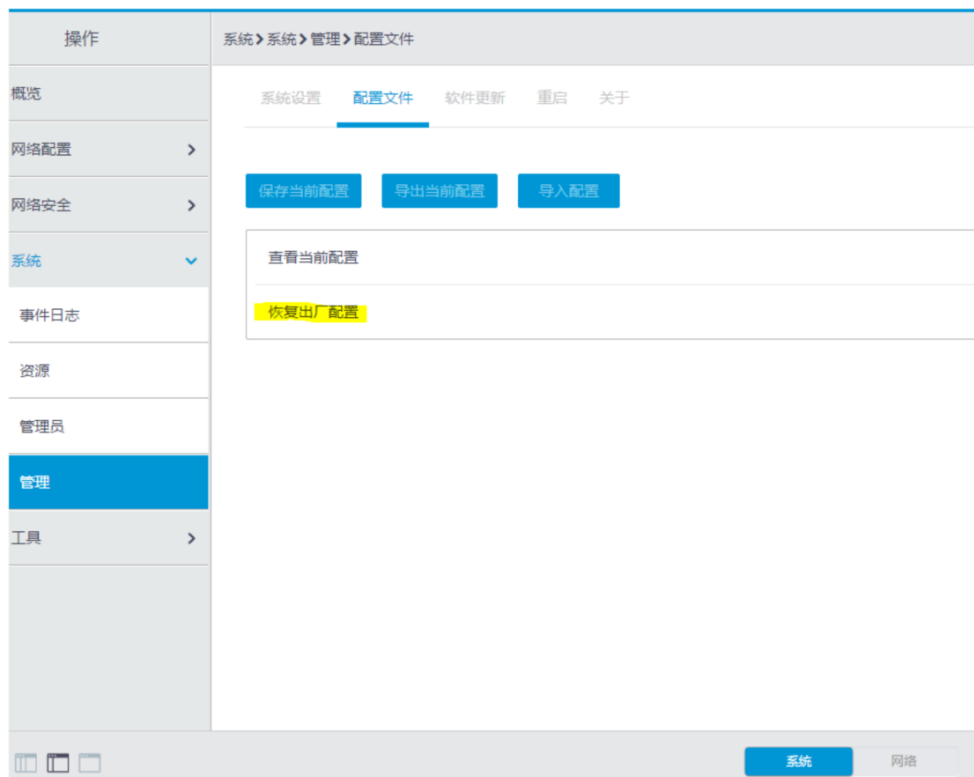 操作
系统>系统>管理>配置文件
概览
网络配置
网络安全
系统
事件日志
资源
管理员
管理
工具
系统设置 配置文件 软件更新 重启 关于
保存当前配置 导出当前配置 导入配置
查看当前配置
恢复出厂配置
系统 网络